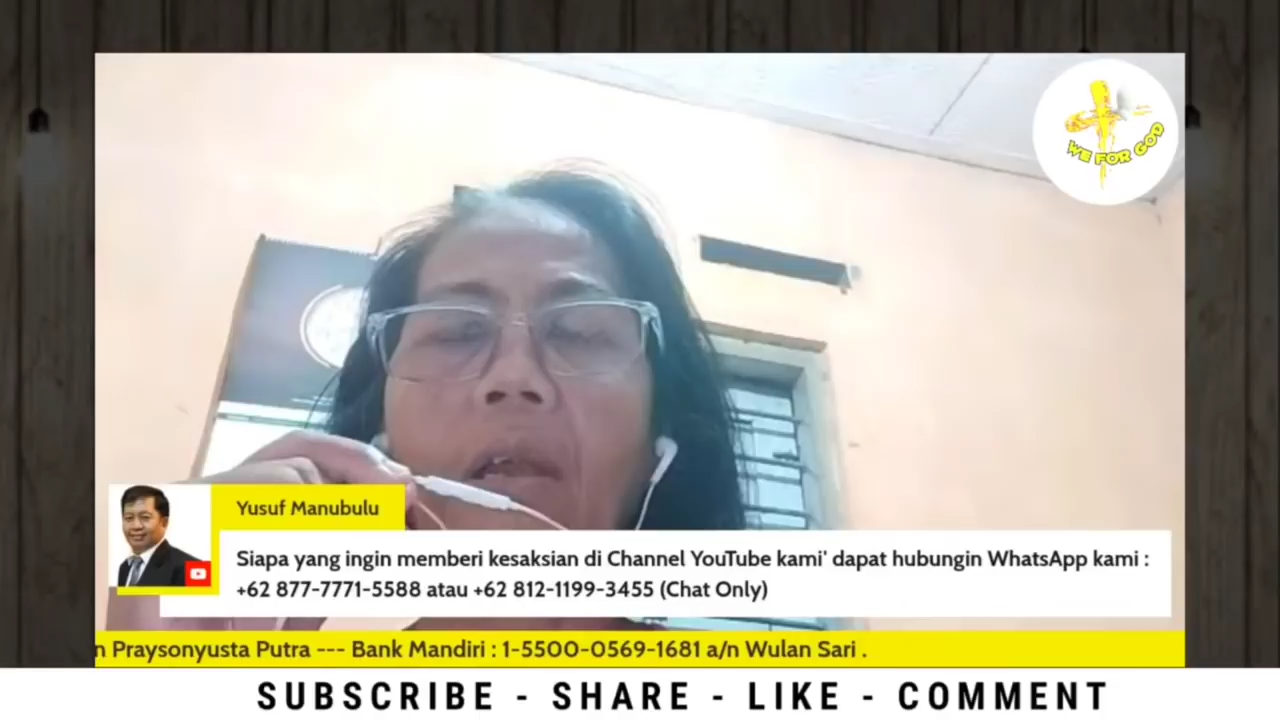 WE FOR GOD
Yusuf Manubulu
Siapa yang ingin memberi kesaksian di Channel YouTube kami' dapat hubungin WhatsApp kami :
+62 877-7771-5588 atau +62 812-1199-3455 (Chat Only)
n Praysonyusta Putra --- Bank Mandiri : 1-5500-0569-1681 a/n Wulan Sari .
SUBSCRIBE - SHARE - LIKE - COMMENT